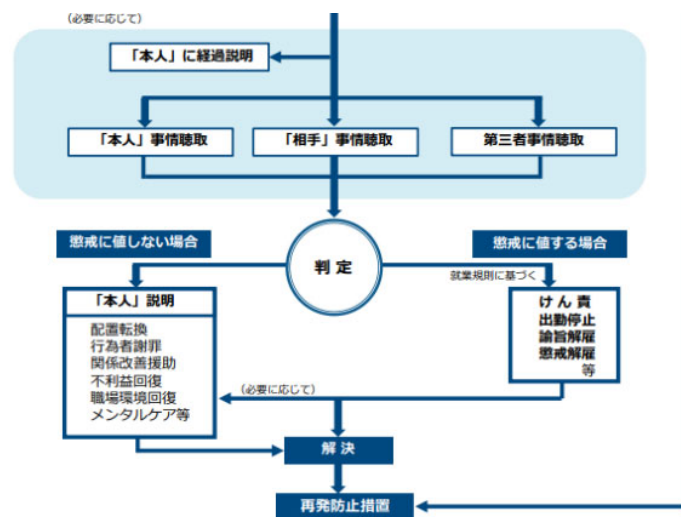 (必要に応じて)
「本人」に経過説明
「本人」事情聴取
「相手」事情聴取
第三者事情聴取
懲戒に値しない場合
懲戒に値する場合
判 定
就業規則に基づく
「本人」説明
配置転換
行為者謝罪
関係改善援助
不利益回復
職場環境回復
メンタルケア等
け ん 責
出勤停止
諭旨解雇
懲戒解雇
等
(必要に応じて)
解 決
再発防止措置